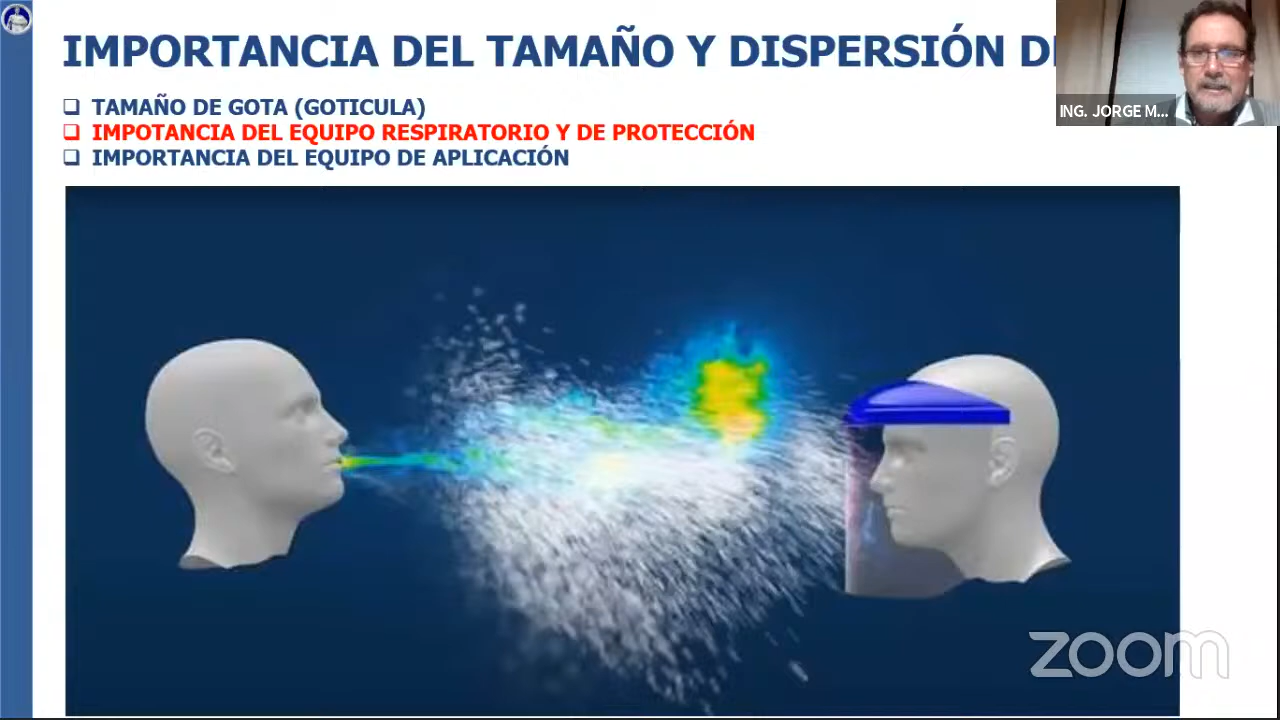 IMPORTANCIA DEL TAMAÑO Y DISPERSIÓN
ING. JORGE M...
TAMAÑO DE GOTA (GOTICULA)
IMPOTANCIA DEL EQUIPO RESPIRATORIO Y DE PROTECCIÓN
IMPORTANCIA DEL EQUIPO DE APLICACIÓN
zoom